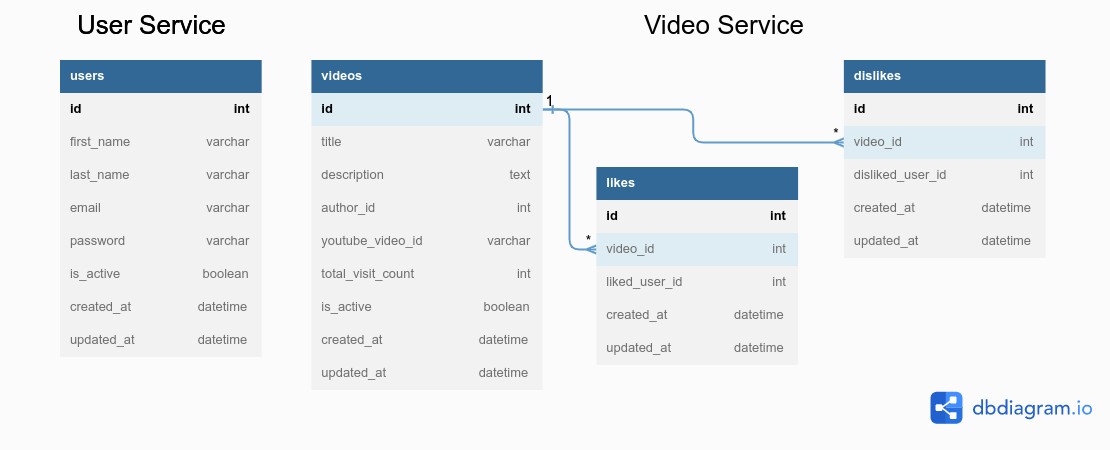 User Service
Video Service
users
id int
first_name varchar
last_name varchar
email varchar
password varchar
is_active boolean
created_at datetime
updated_at datetime
videos
id int
title varchar
description text
author_id int
youtube_video_id varchar
total_visit_count int
is_active boolean
created_at datetime
updated_at datetime
1
*
*
likes
id int
video_id int
liked_user_id int
created_at datetime
updated_at datetime
dislikes
id int
video_id int
disliked_user_id int
created_at datetime
updated_at datetime
dbdiagram.io